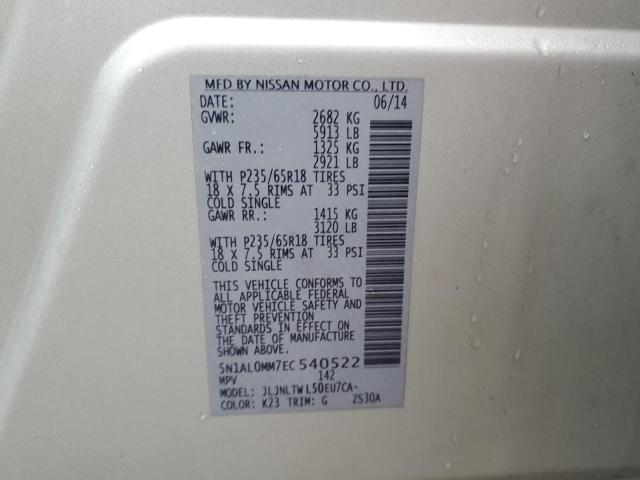 MFD BY NISSAN MOTOR CO., LTD.
DATE: 06/14
GVWR: 2682 KG
5913 LB
GAWR FR.: 1325 KG
2921 LB
WITH P235/65R18 TIRES
18 X 7.5 RIMS AT 33 PSI
COLD SINGLE
GAWR RR.: 1415 KG
3120 LB
WITH P235/65R18 TIRES
18 X 7.5 RIMS AT 33 PSI
COLD SINGLE
THIS VEHICLE CONFORMS TO
ALL APPLICABLE FEDERAL
MOTOR VEHICLE SAFETY AND
THEFT PREVENTION
STANDARDS IN EFFECT ON
THE DATE OF MANUFACTURE
SHOWN ABOVE.
5N1AL0MM7EC540522
MPV 142
MODEL: JLJNLTWL50EU7CA-
COLOR: K23 TRIM: G ZS30A